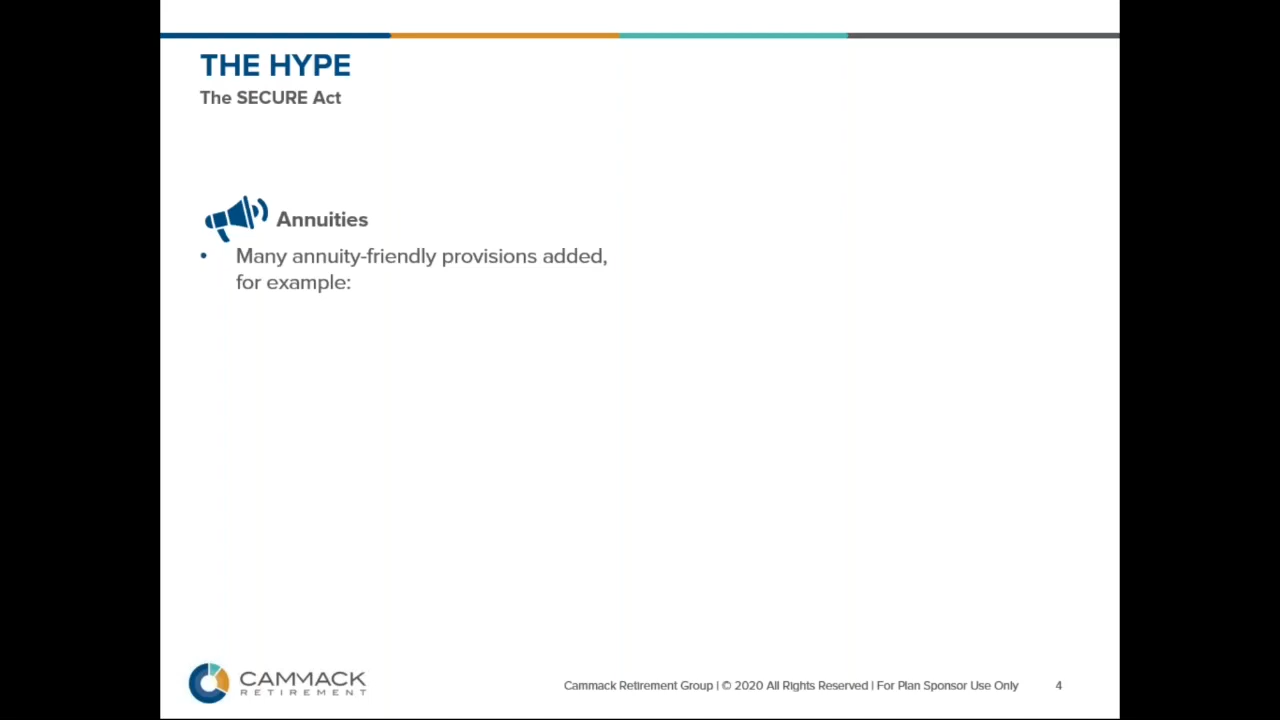 THE HYPE
The SECURE Act
Annuities
• Many annuity-friendly provisions added,
for example:
CAMMACK
RETIREMENT
Cammack Retirement Group | © 2020 All Rights Reserved | For Plan Sponsor Use Only 4